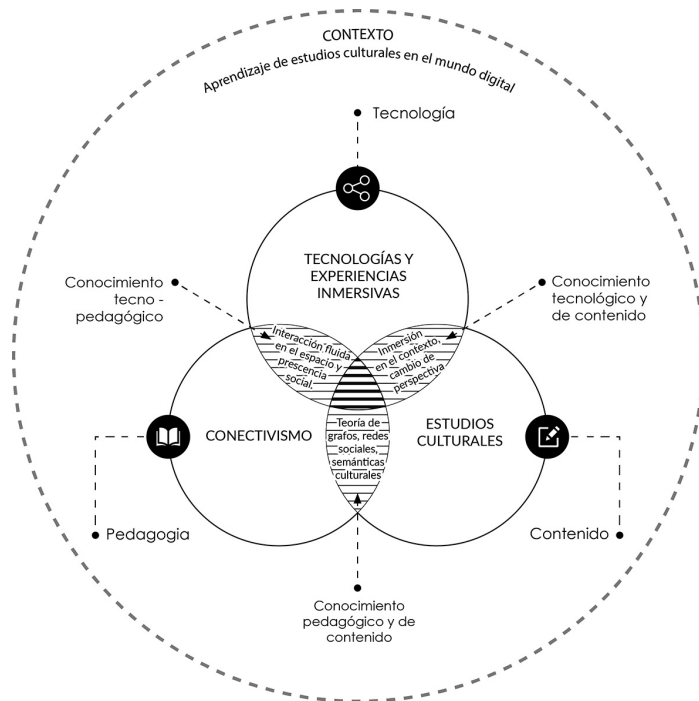 CONTEXTO
Aprendizaje de estudios culturales en el mundo digital
Tecnología
TECNOLOGÍAS Y
EXPERIENCIAS
INMERSIVAS
Conocimiento
tecno -
pedagógico
Conocimiento
tecnológico y
de contenido
Interacción fluida
en el espacio y
prescencia
social.
Inmersión
en el contexto,
cambio de
perspectiva
CONECTIVISMO
ESTUDIOS
CULTURALES
Teoría de
grafos, redes
sociales,
semánticas
culturales
Pedagogia
Contenido
Conocimiento
pedagógico y de
contenido